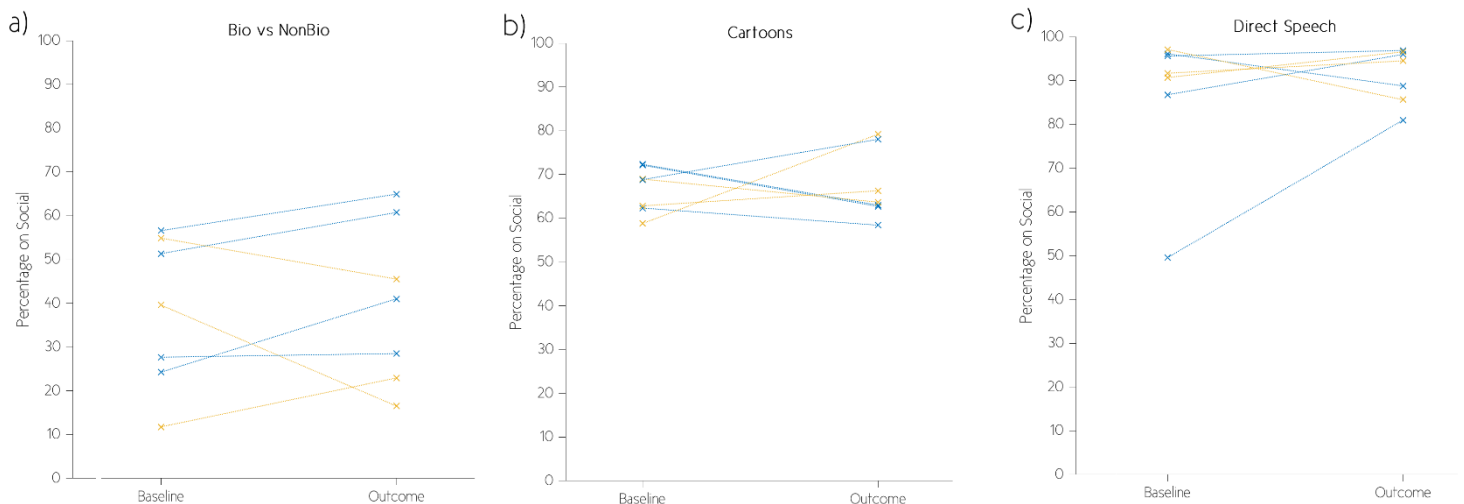 a)
Bio vs NonBio
100
90
80
70
60
50
40
30
20
10
0
Percentage on Social
Baseline
Outcome
b)
Cartoons
100
90
80
70
60
50
40
30
20
10
0
Percentage on Social
Baseline
Outcome
c)
Direct Speech
100
90
80
70
60
50
40
30
20
10
0
Percentage on Social
Baseline
Outcome